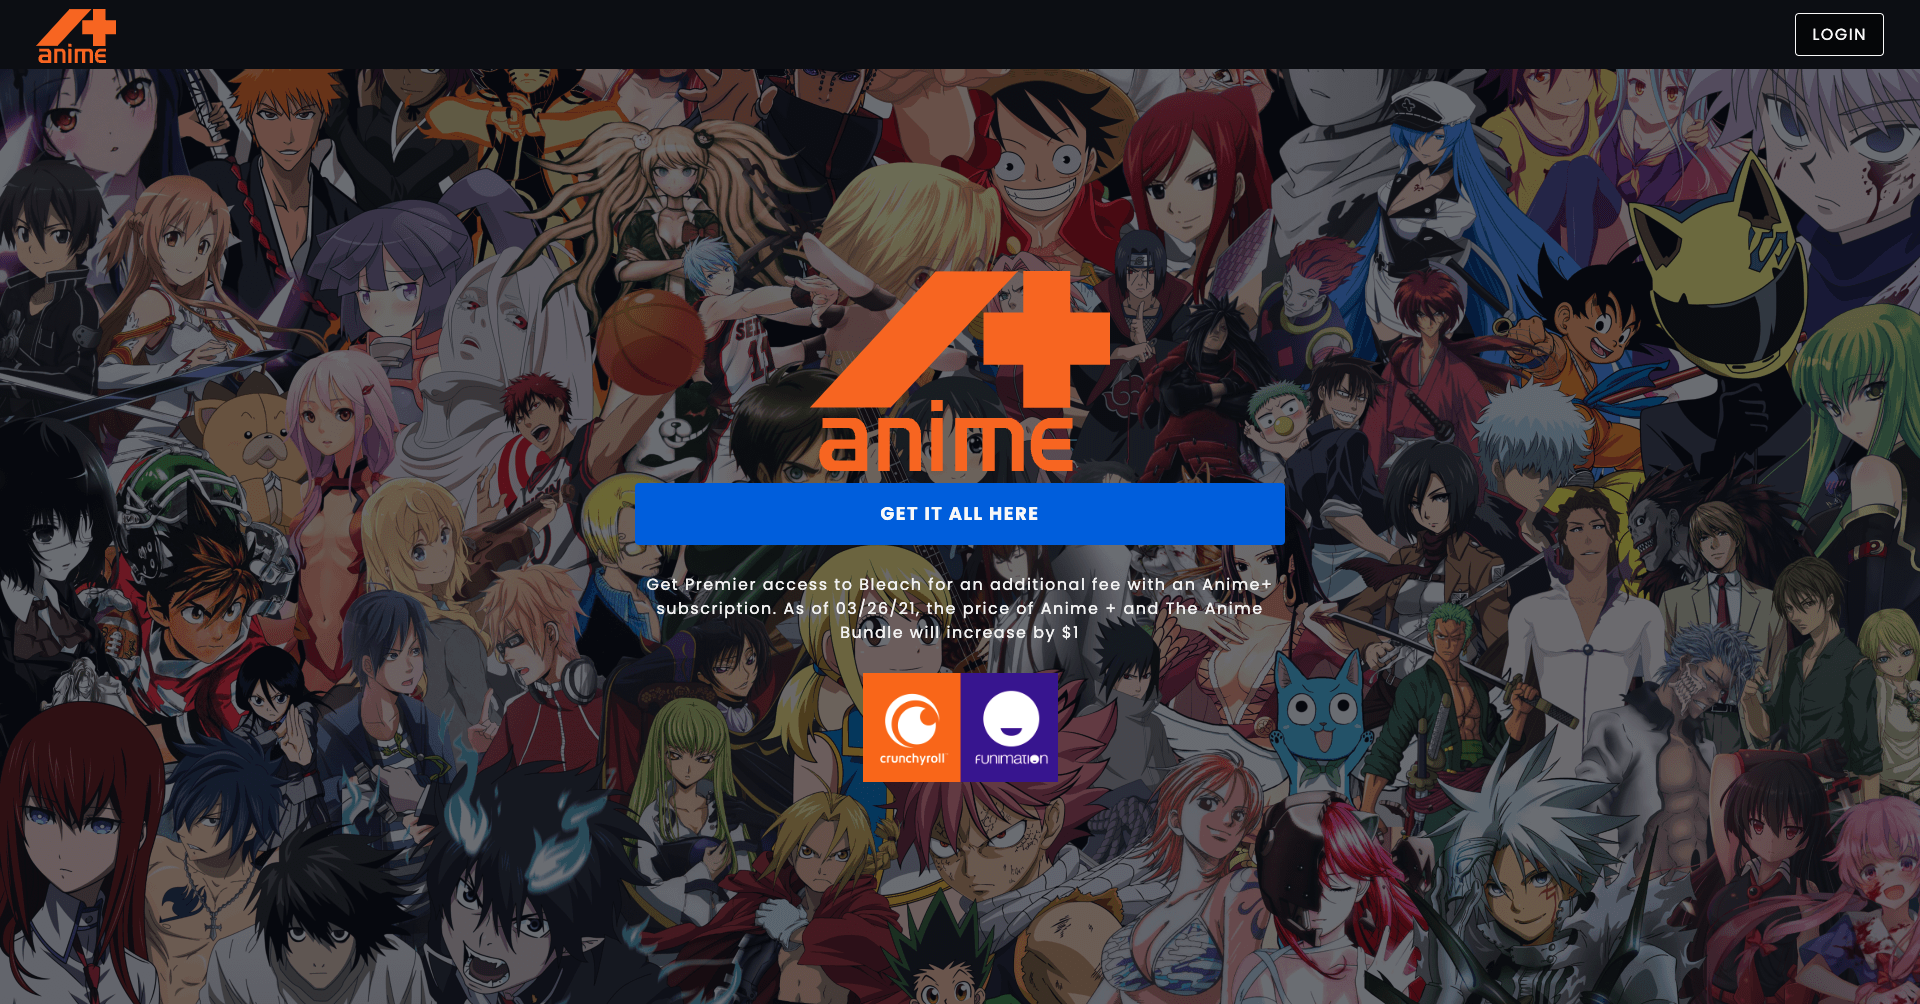 A+
anime
LOGIN
SEI
11
A+
anime
GET IT ALL HERE
Get Premier access to Bleach for an additional fee with an Anime+
subscription. As of 03/26/21, the price of Anime + and The Anime
Bundle will increase by $1
crunchyroll
FUNIMATION